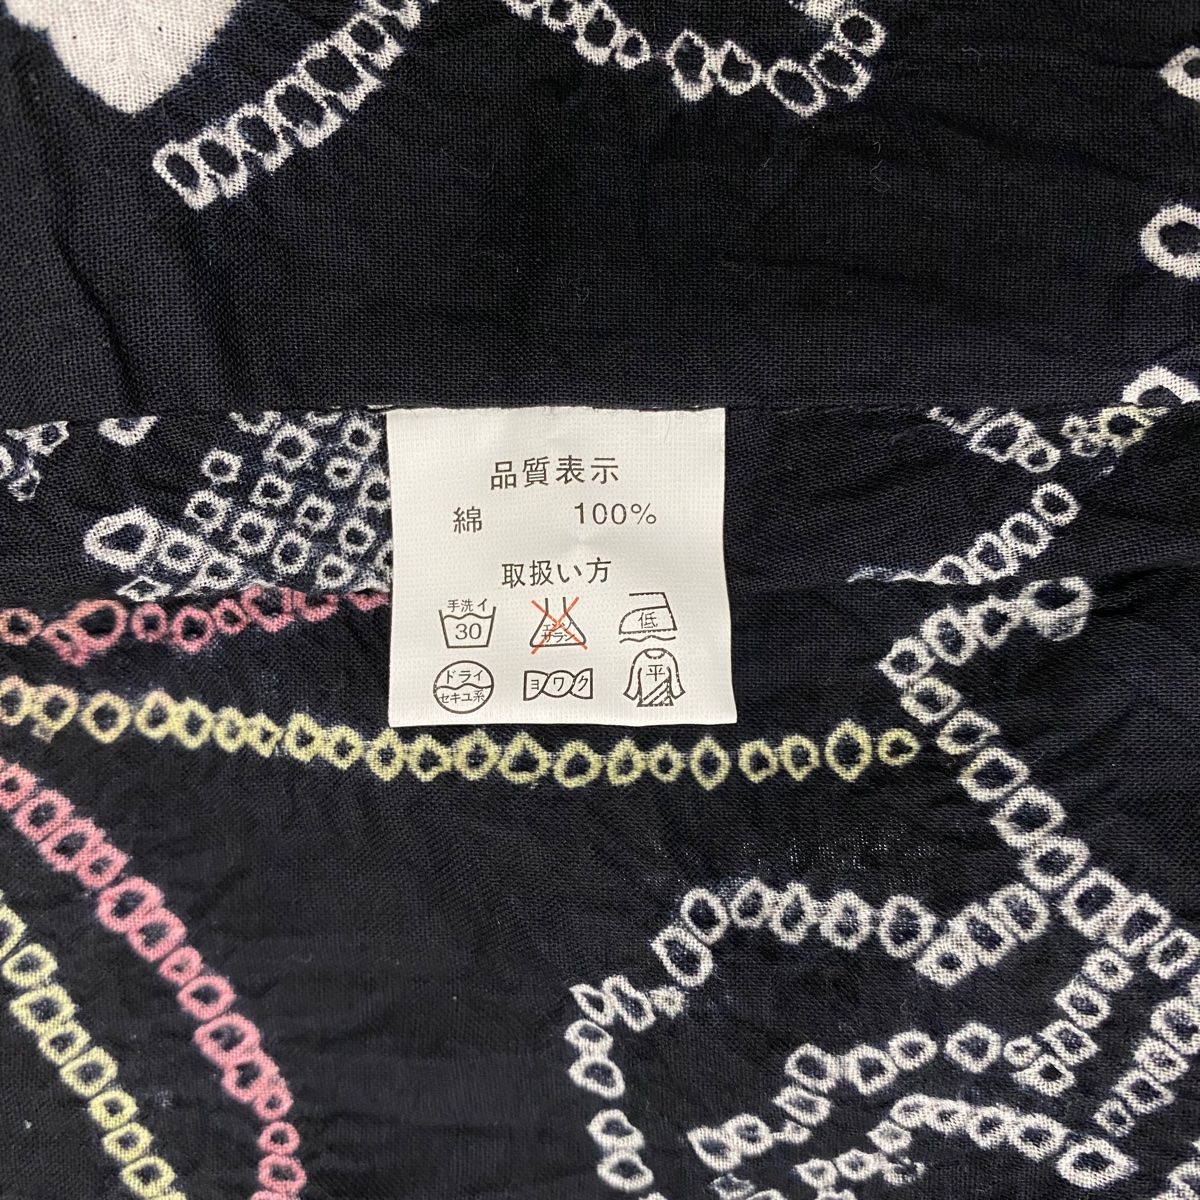 品質表示
綿 100%
取扱い方
手洗イ
30
エンソ
サラシ
低
ドライ
セキユ系
ヨワク
平